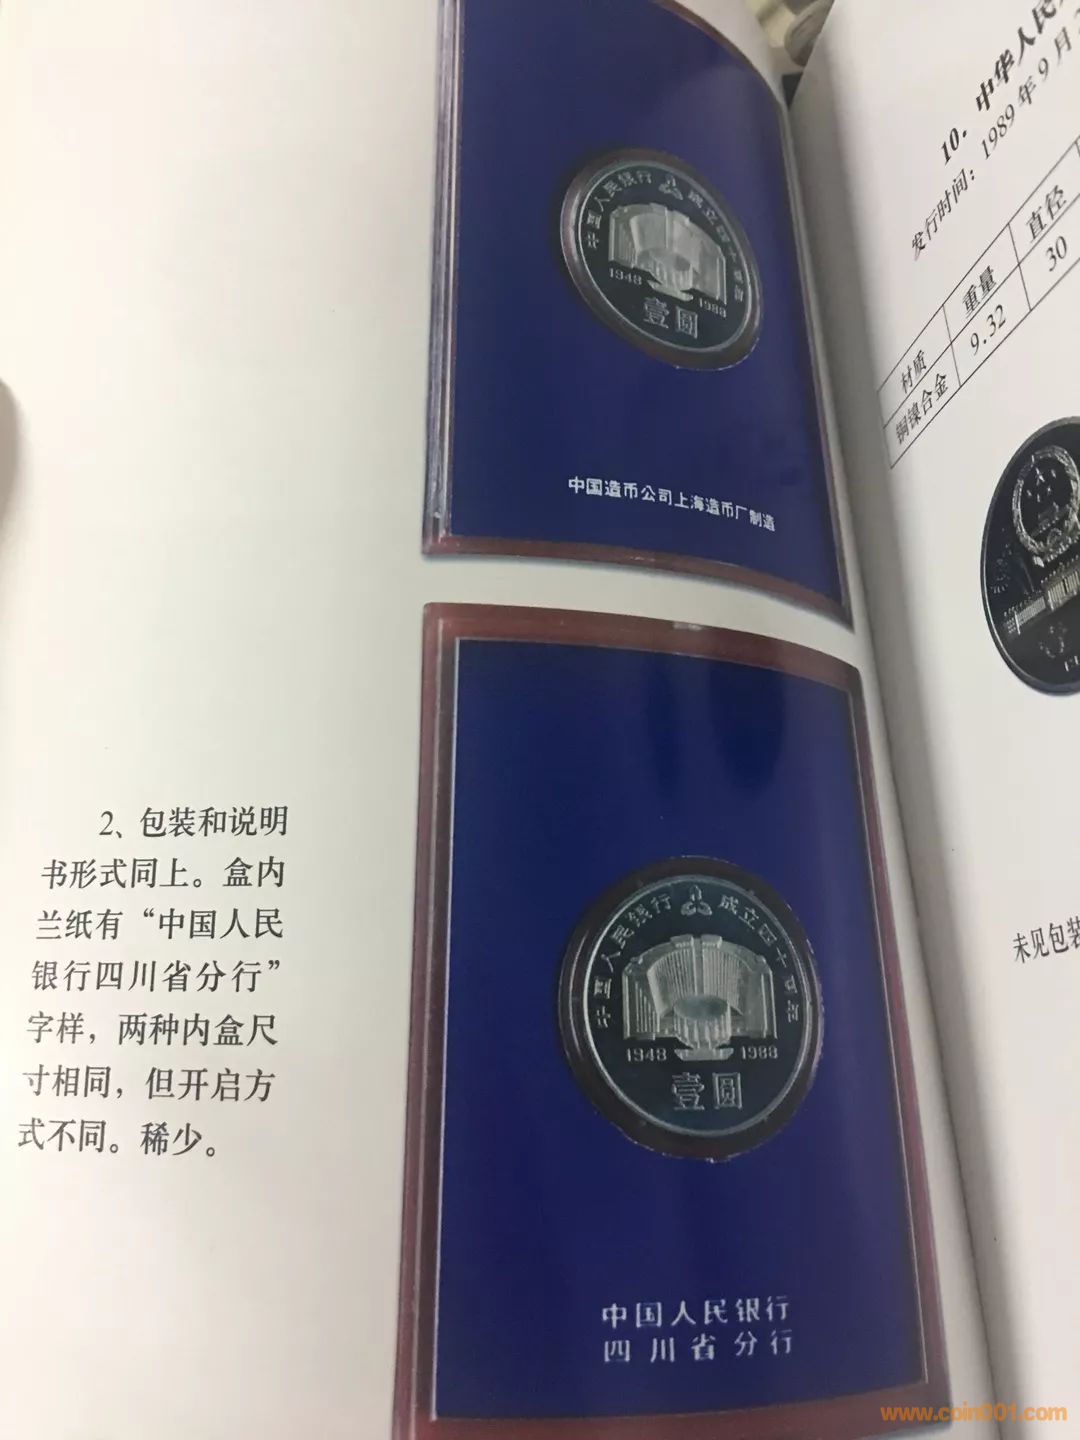 中国人民银行 成立四十周年
1948 1988
壹圆
中国造币公司上海造币厂制造
2、包装和说明
书形式同上。盒内
兰纸有“中国人民
银行四川省分行”
字样，两种内盒尺
寸相同，但开启方
式不同。稀少。
中国人民银行 成立四十周年
1948 1988
壹圆
中国人民银行
四川省分行
10. 中华人民
发行时间：1989年9月
材质 重量 直径
铜镍合金 9.32 30
未见包装
www.coin001.com